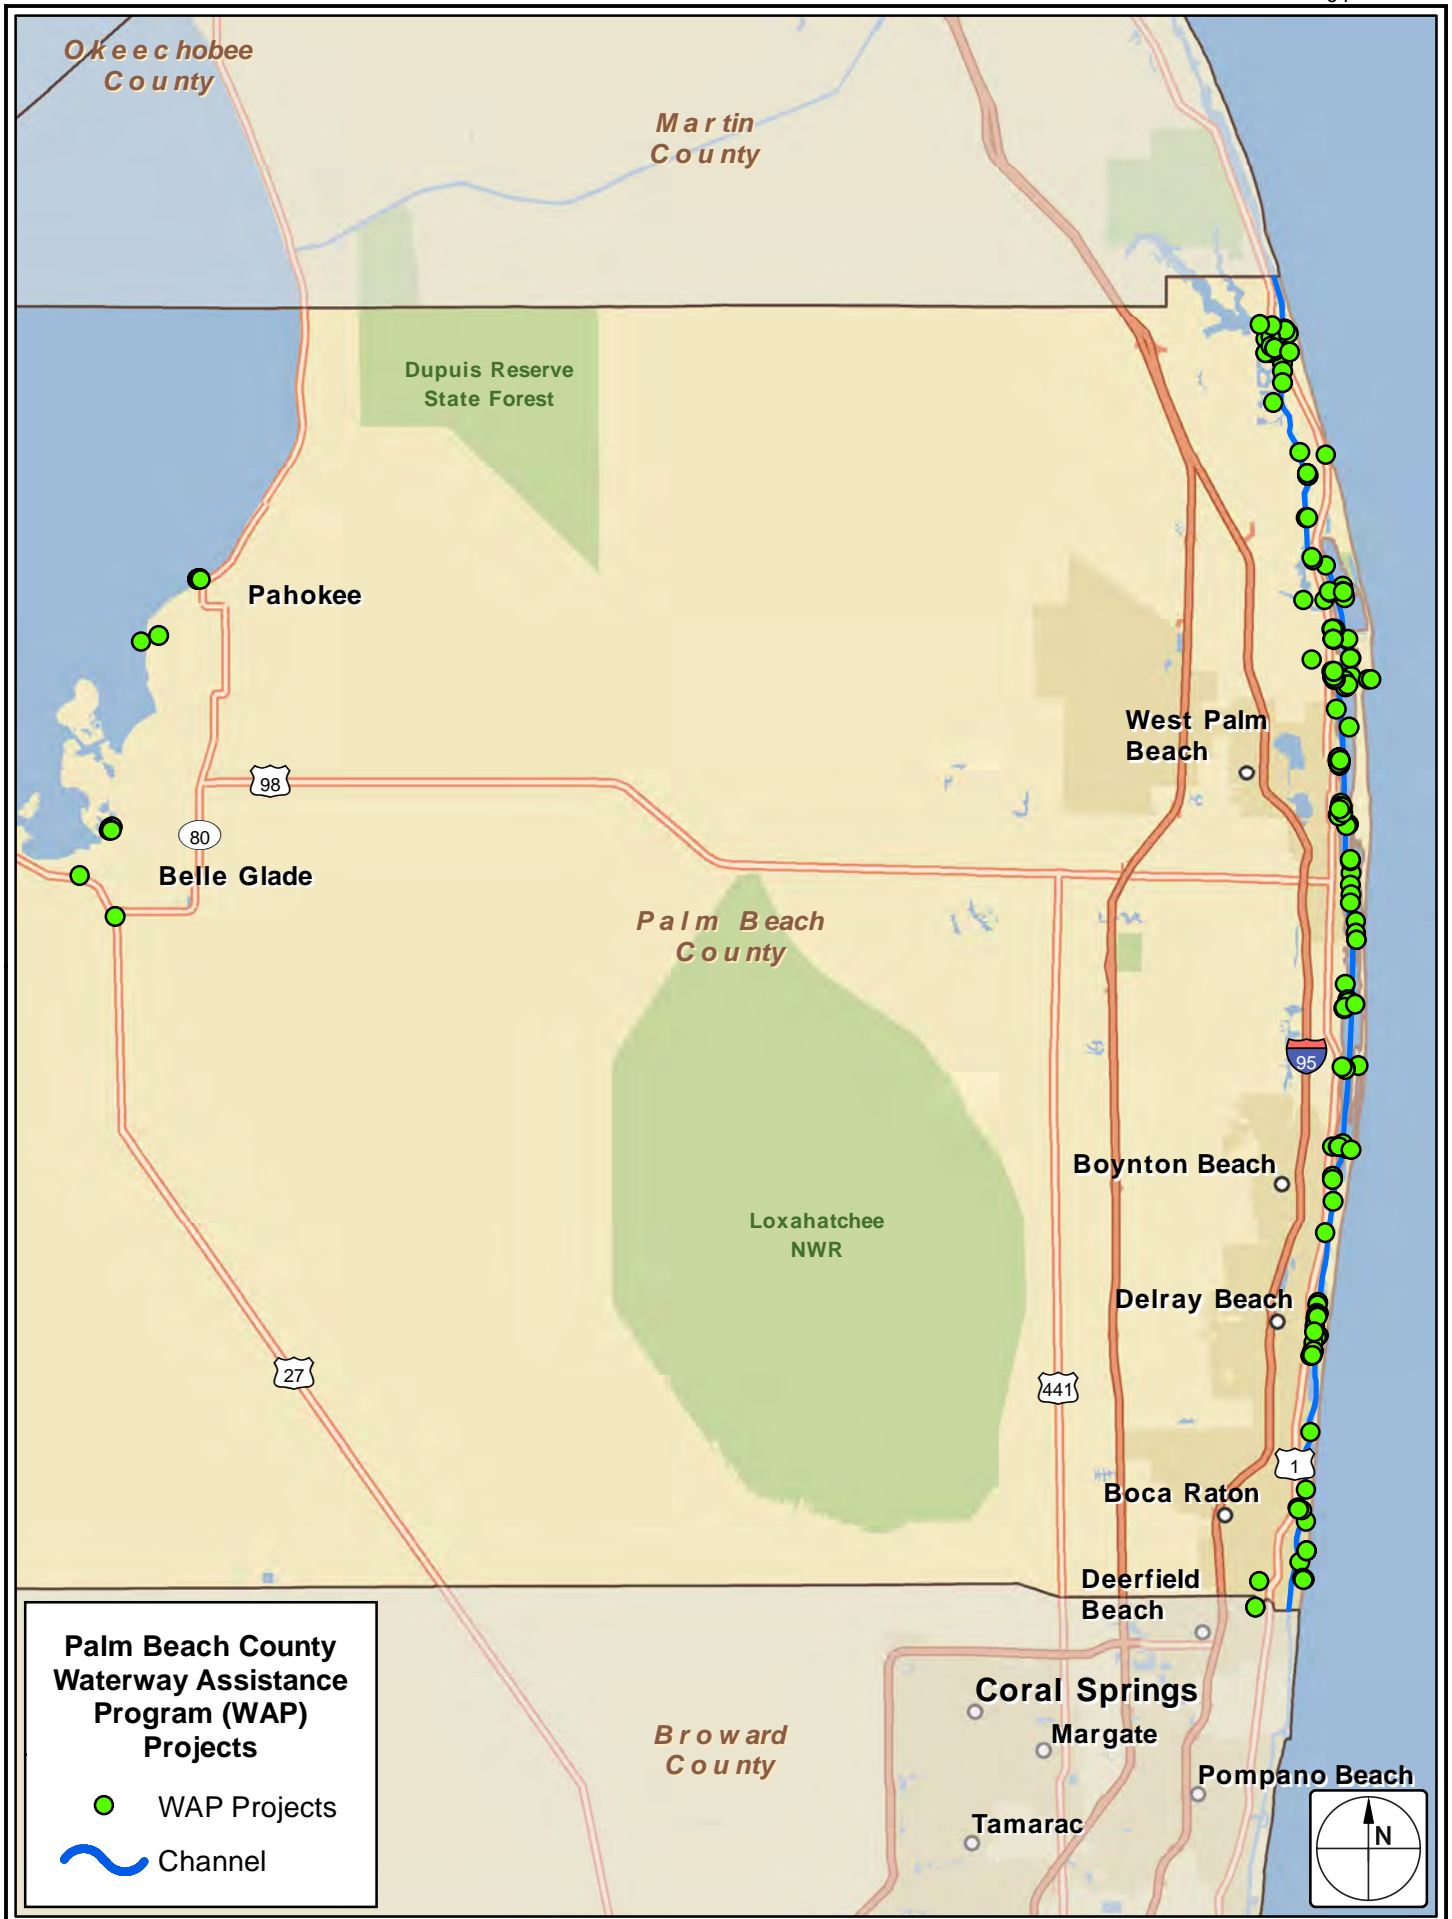 Okeechobee
County
Martin
County
Dupuis Reserve
State Forest
Pahokee
West Palm
Beach
98
80
Belle Glade
Palm Beach
County
95
Boynton Beach
Loxahatchee
NWR
Delray Beach
27
441
1
Boca Raton
Deerfield
Beach
Palm Beach County
Waterway Assistance
Program (WAP)
Projects
WAP Projects
Channel
Coral Springs
Margate
Broward
County
Pompano Beach
Tamarac
N